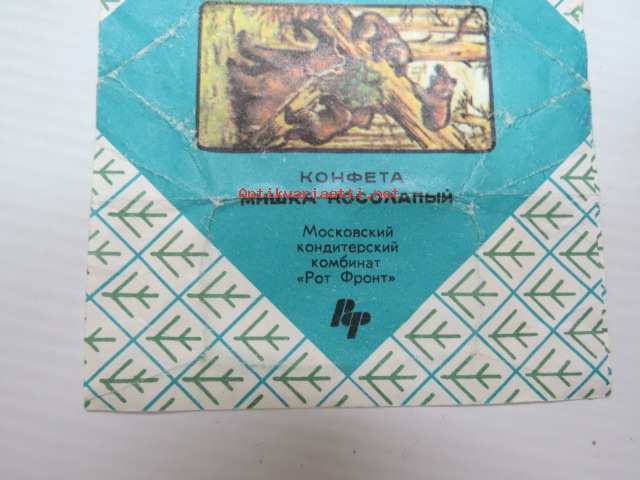 КОНФЕТА
Antikvariaatti.net
МИШКА КОСОЛАПЫЙ
Московский
кондитерский
комбинат
«Рот Фронт»
РФ